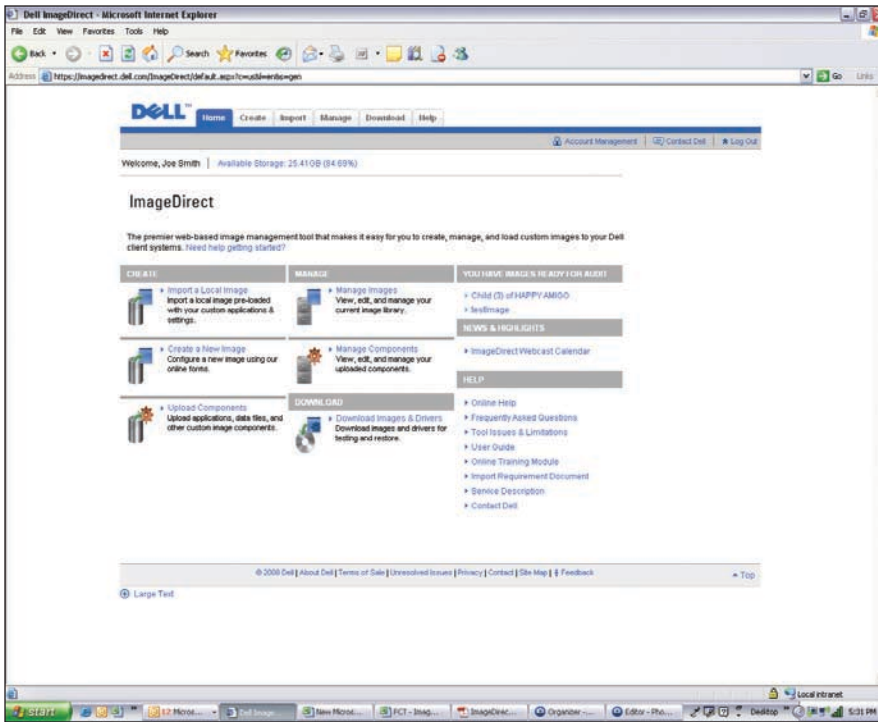 Dell ImageDirect - Microsoft Internet Explorer
File Edit View Favorites Tools Help
Back Search Favorites
Address https://imagedirect.dell.com/ImageDirect/default.aspx?c=us&l=en&s=gen Go Links
DELL™ Home Create Import Manage Download Help
Account Management | Contact Dell | Log Out
Welcome, Joe Smith | Available Storage: 25.41GB (84.69%)
ImageDirect
The premier web-based image management tool that makes it easy for you to create, manage, and load custom images to your Dell
client systems. Need help getting started?
CREATE
Import a Local Image
Import a local image pre-loaded
with your custom applications &
settings.
Create a New Image
Configure a new image using our
online forms.
Upload Components
Upload applications, data files, and
other custom image components.
MANAGE
Manage Images
View, edit, and manage your
current image library.
Manage Components
View, edit, and manage your
uploaded components.
DOWNLOAD
Download Images & Drivers
Download images and drivers for
testing and restore.
YOU HAVE IMAGES READY FOR AUDIT
Child (3) of HAPPY AMIGO
testimage
NEWS & HIGHLIGHTS
ImageDirect Webcast Calendar
HELP
Online Help
Frequently Asked Questions
Tool Issues & Limitations
User Guide
Online Training Module
Import Requirement Document
Service Description
Contact Dell
© 2008 Dell | About Dell | Terms of Sale | Unresolved Issues | Privacy | Contact | Site Map | Feedback
Top
Large Text
Local intranet
start 12 Micros... Dell Image... New Micros... FCT - Imag... ImageDirec... Organizer -... Editor - Pho... Desktop 5:31 PM